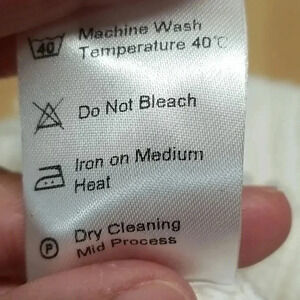 40 Machine Wash
Temperature 40°C
Do Not Bleach
Iron on Medium
Heat
P Dry Cleaning
Mid Process